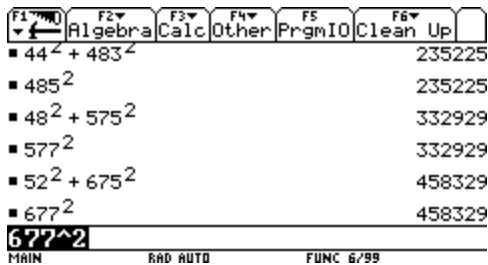 F1 F2 Algebra F3 Calc F4 Other F5 PrgmIO F6 Clean Up
▪ 44² + 483² 235225
▪ 485² 235225
▪ 48² + 575² 332929
▪ 577² 332929
▪ 52² + 675² 458329
▪ 677² 458329
677^2
MAIN RAD AUTO FUNC 6/99